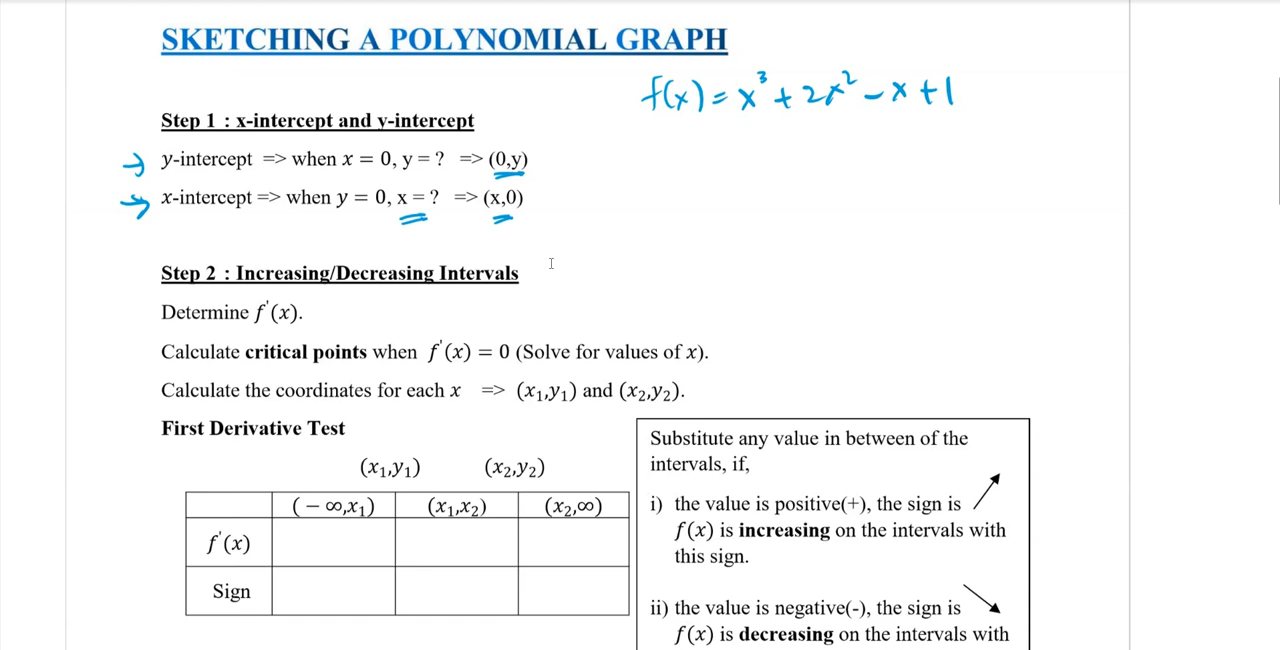 SKETCHING A POLYNOMIAL GRAPH
f(x) = x³ + 2x² − x + 1
Step 1 : x-intercept and y-intercept
y-intercept => when x = 0, y = ? => (0,y)
x-intercept => when y = 0, x = ? => (x,0)
Step 2 : Increasing/Decreasing Intervals
Determine f'(x).
Calculate critical points when f'(x) = 0 (Solve for values of x).
Calculate the coordinates for each x => (x₁,y₁) and (x₂,y₂).
First Derivative Test
(x₁,y₁) (x₂,y₂)
(− ∞,x₁) (x₁,x₂) (x₂,∞)
f'(x)
Sign
Substitute any value in between of the
intervals, if,
i) the value is positive(+), the sign is
f(x) is increasing on the intervals with
this sign.
ii) the value is negative(-), the sign is
f(x) is decreasing on the intervals with